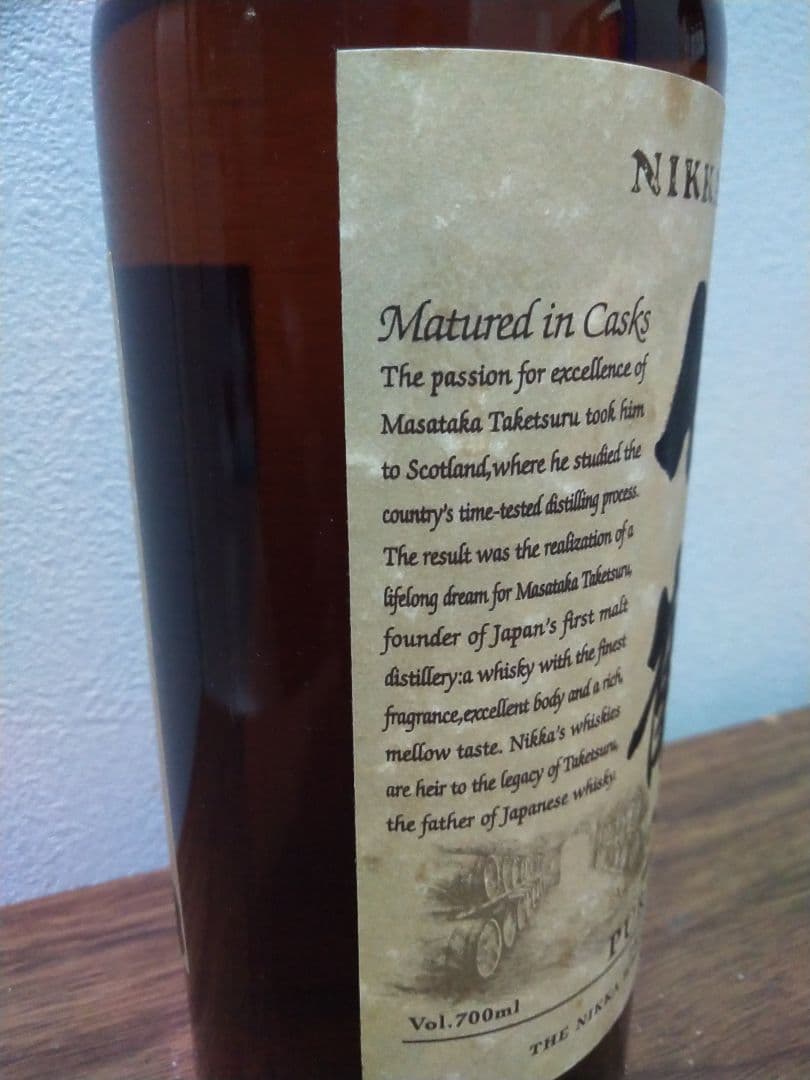 NIKKA
Matured in Casks
The passion for excellence of
Masataka Taketsuru took him
to Scotland,where he studied the
country's time-tested distilling process.
The result was the realization of a
lifelong dream for Masataka Taketsuru,
founder of Japan's first malt
distillery:a whisky with the finest
fragrance,excellent body and a rich,
mellow taste. Nikka's whiskies
are heir to the legacy of Taketsuru,
the father of Japanese whisky.
Vol.700ml
THE NIKKA